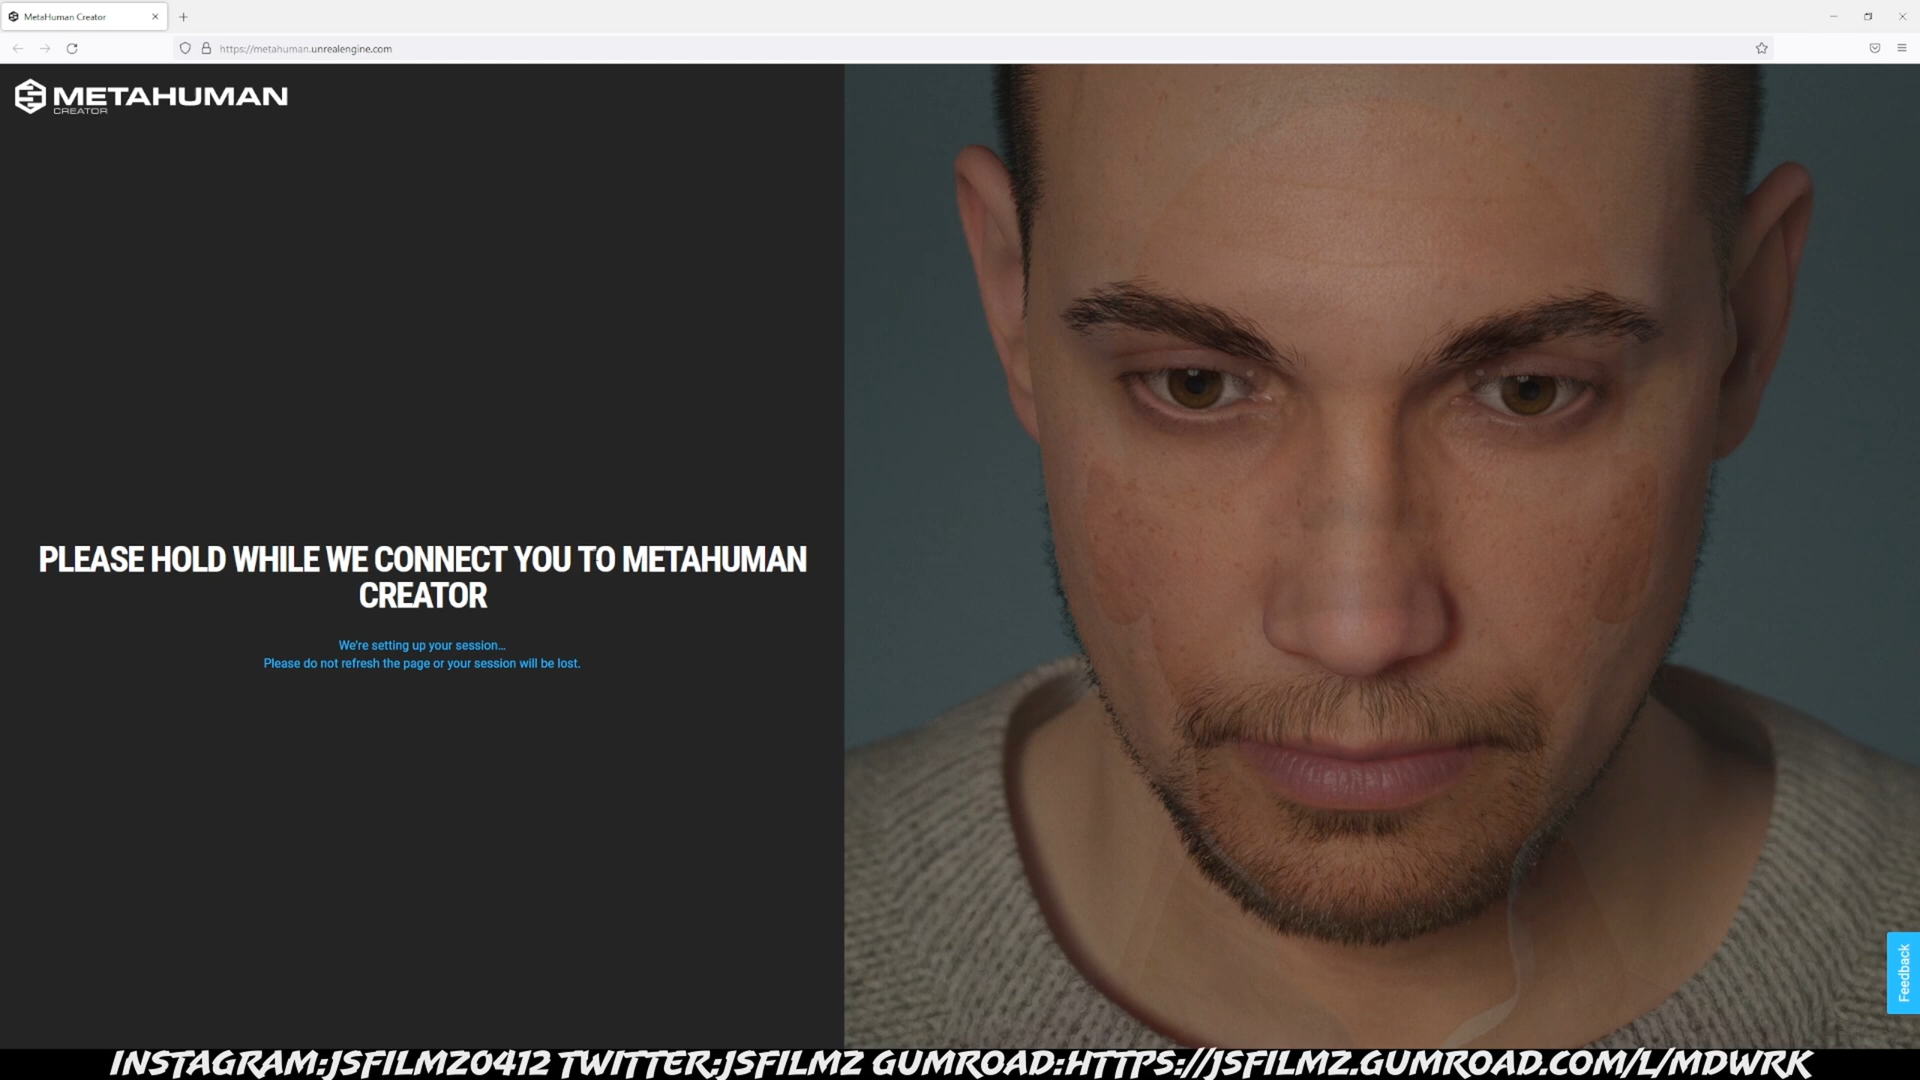 MetaHuman Creator
https://metahuman.unrealengine.com
METAHUMAN
CREATOR
PLEASE HOLD WHILE WE CONNECT YOU TO METAHUMAN
CREATOR
We're setting up your session...
Please do not refresh the page or your session will be lost.
Feedback
INSTAGRAM:JSFILMZ0412 TWITTER:JSFILMZ GUMROAD:HTTPS://JSFILMZ.GUMROAD.COM/L/MDWRK